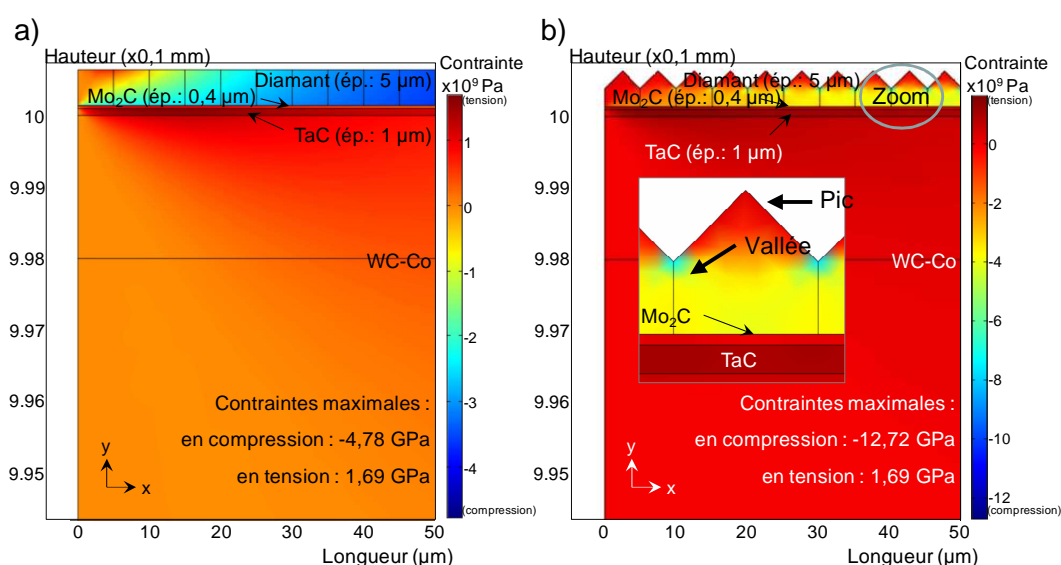 a)
Hauteur (x0,1 mm)
Contrainte
x10⁹ Pa
(tension)
Diamant (ép.: 5 µm)
Mo₂C (ép.: 0,4 µm)
TaC (ép.: 1 µm)
WC-Co
10
9.99
9.98
9.97
9.96
9.95
1
0
-1
-2
-3
-4
(compression)
Contraintes maximales :
en compression : -4,78 GPa
en tension : 1,69 GPa
y
x
0 10 20 30 40 50
Longueur (µm)
b)
Hauteur (x0,1 mm)
Contrainte
x10⁹ Pa
(tension)
Diamant (ép.: 5 µm)
Mo₂C (ép.: 0,4 µm)
Zoom
TaC (ép.: 1 µm)
Pic
Vallée
WC-Co
Mo₂C
TaC
10
9.99
9.98
9.97
9.96
9.95
0
-2
-4
-6
-8
-10
-12
(compression)
Contraintes maximales :
en compression : -12,72 GPa
en tension : 1,69 GPa
y
x
0 10 20 30 40 50
Longueur (µm)